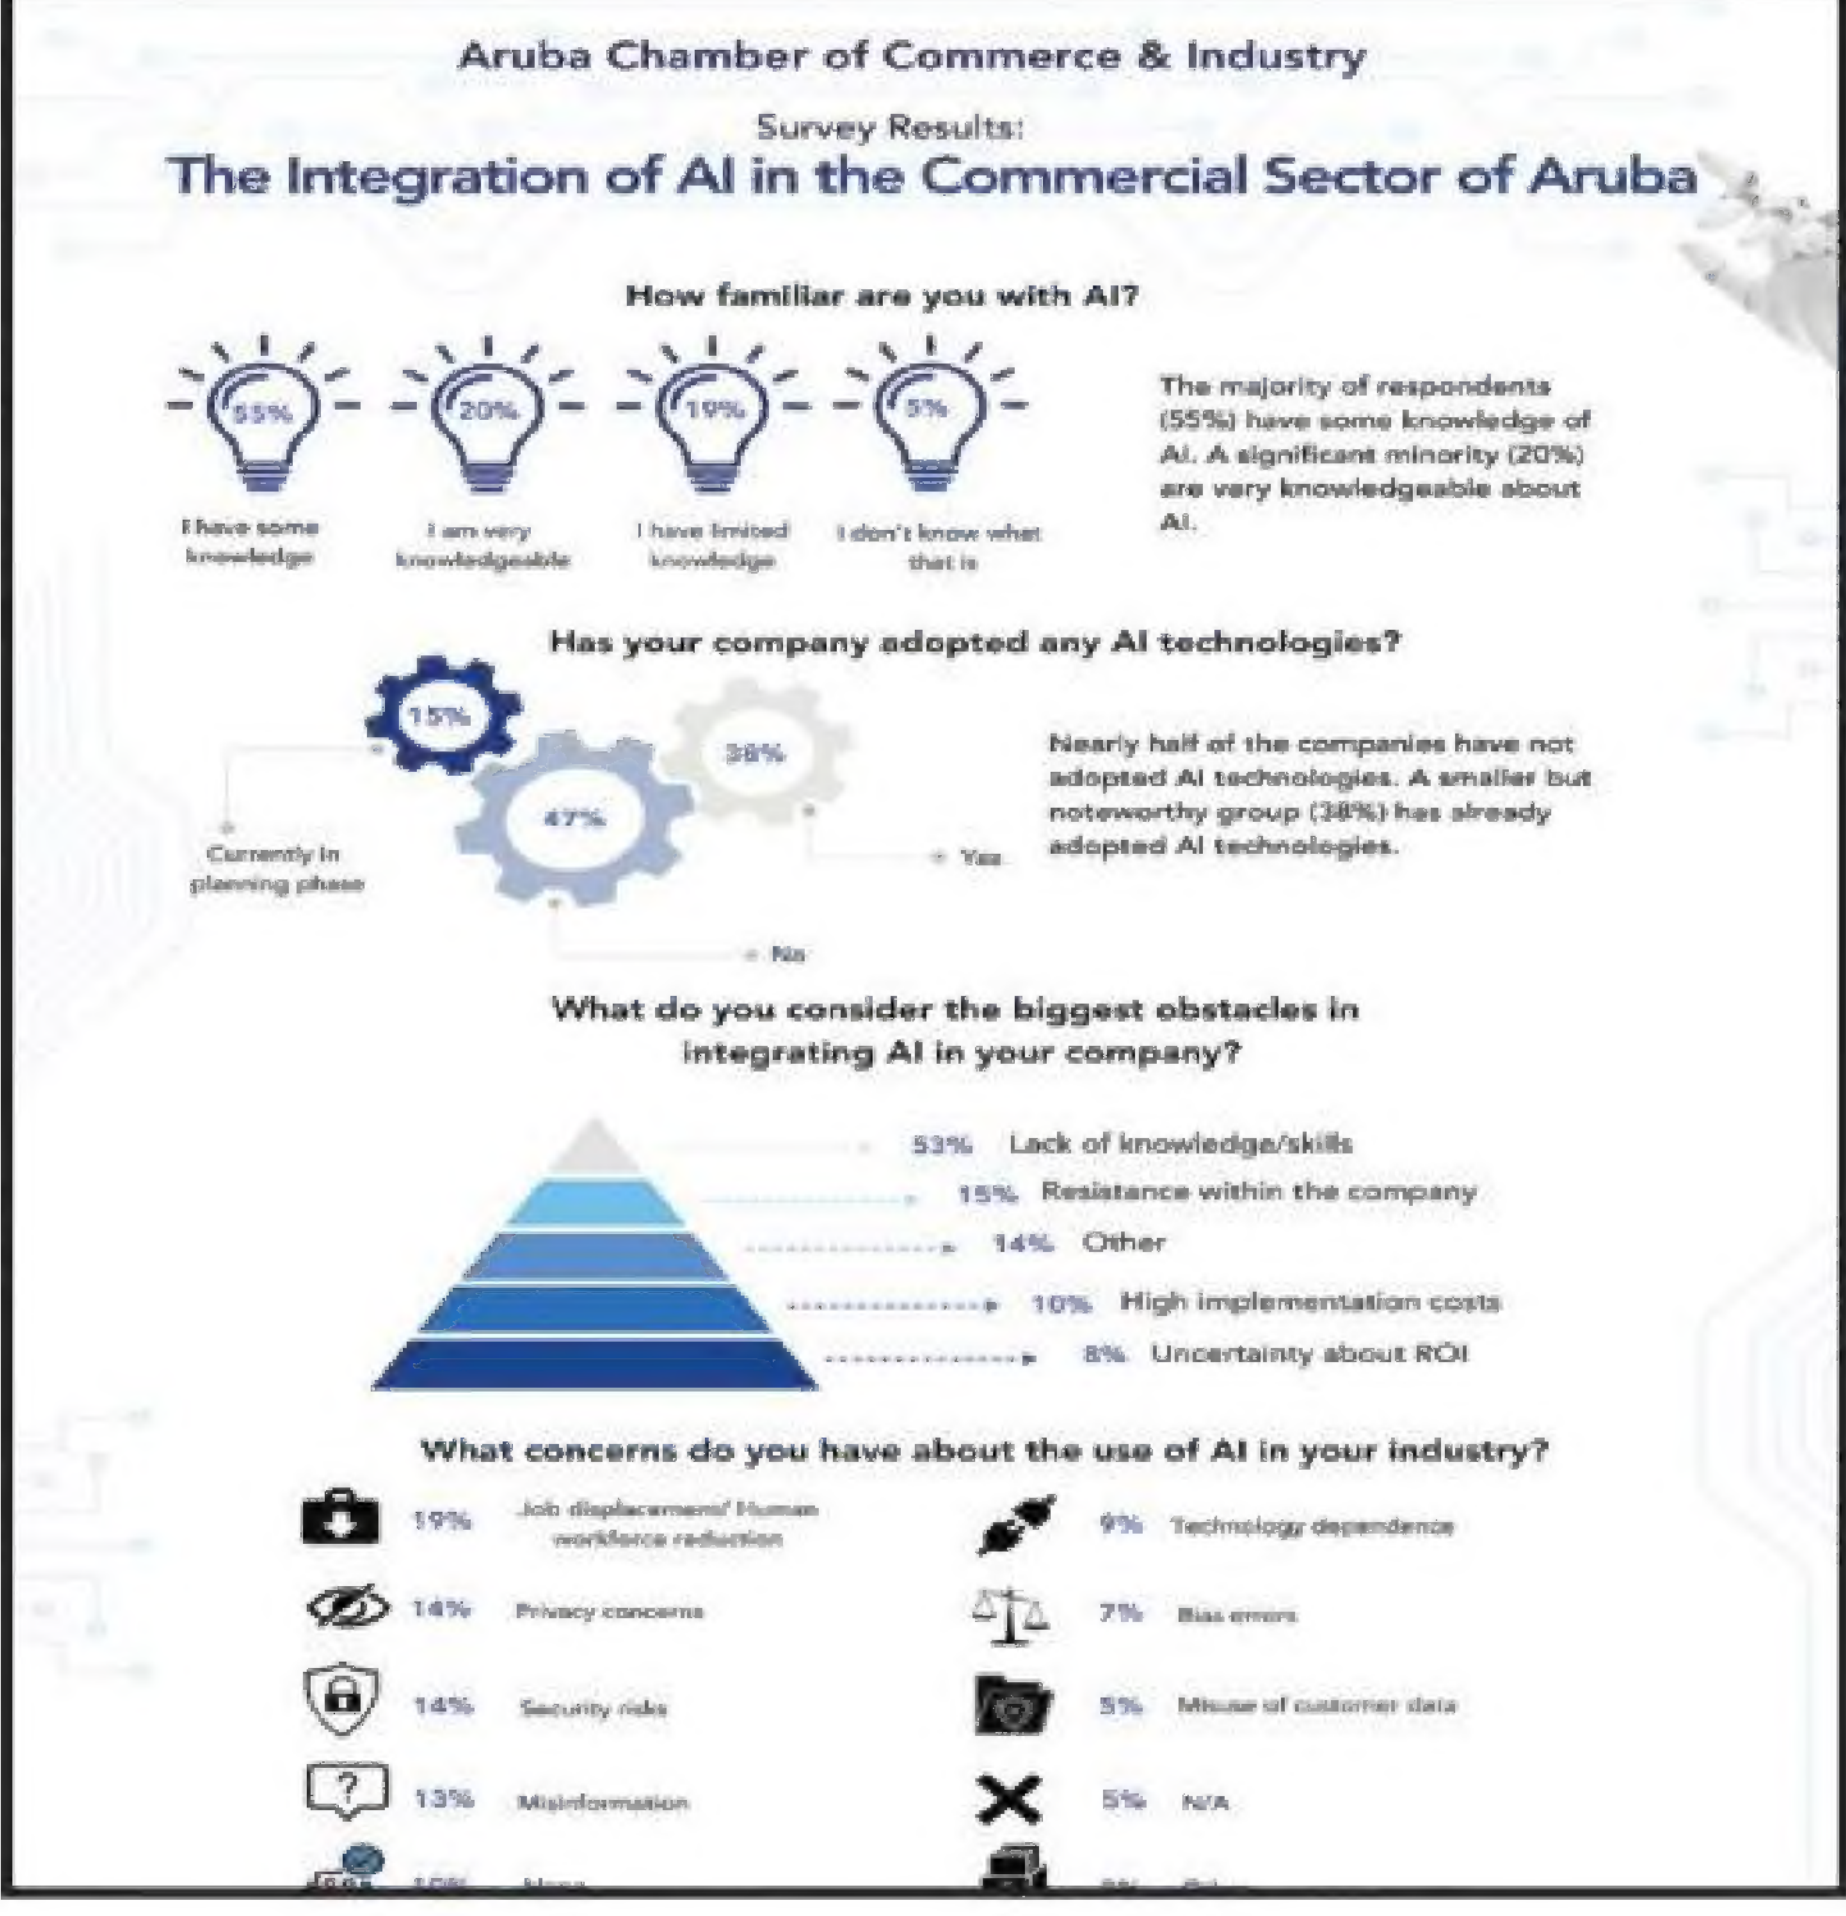 Aruba Chamber of Commerce & Industry
Survey Results:
The Integration of AI in the Commercial Sector of Aruba
How familiar are you with AI?
55%
20%
19%
5%
I have some
knowledge
I am very
knowledgeable
I have limited
knowledge
I don't know what
that is
The majority of respondents
(55%) have some knowledge of
AI. A significant minority (20%)
are very knowledgeable about
AI.
Has your company adopted any AI technologies?
15%
38%
47%
Currently in
planning phase
Yes
No
Nearly half of the companies have not
adopted AI technologies. A smaller but
noteworthy group (38%) has already
adopted AI technologies.
What do you consider the biggest obstacles in
integrating AI in your company?
53% Lack of knowledge/skills
15% Resistance within the company
14% Other
10% High implementation costs
8% Uncertainty about ROI
What concerns do you have about the use of AI in your industry?
19% Job displacement/ Human
workforce reduction
14% Privacy concerns
14% Security risks
13% Misinformation
10% None
9% Technology dependence
7% Bias errors
5% Misuse of customer data
5% N/A